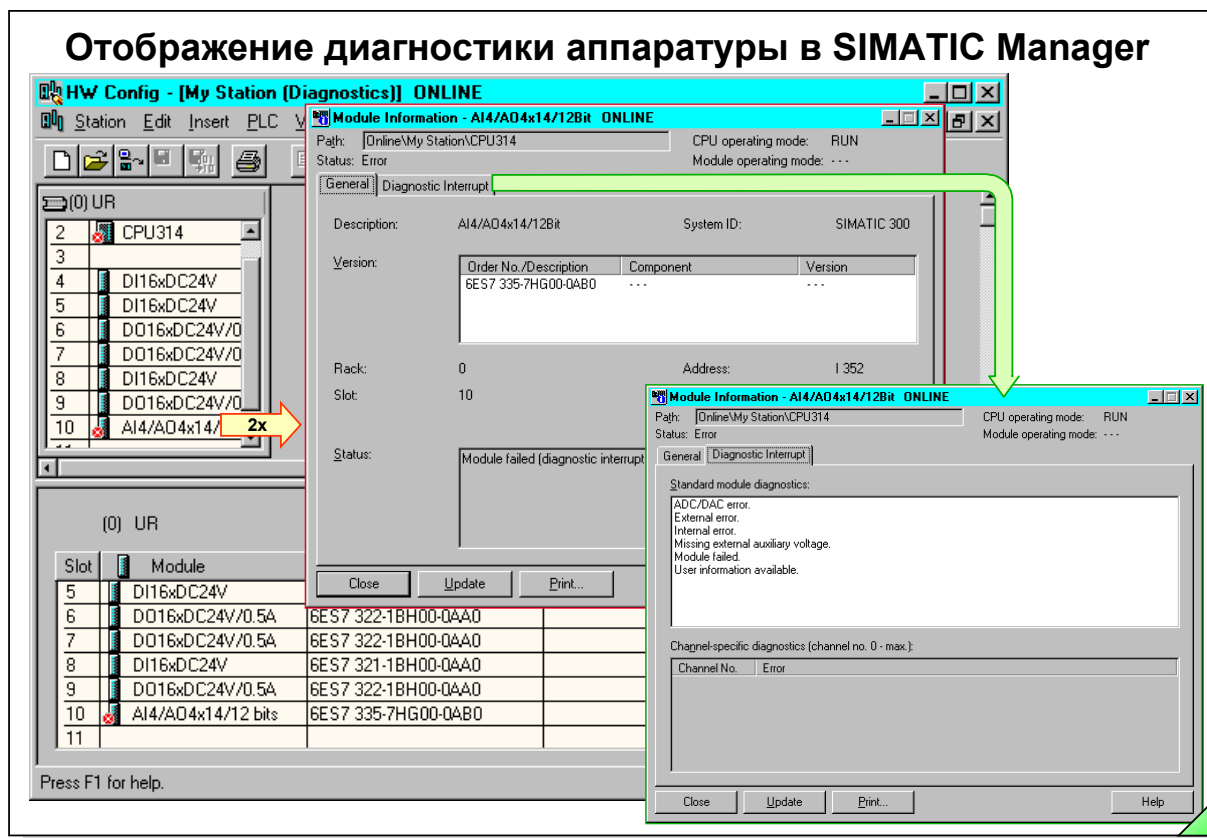 Отображение диагностики аппаратуры в SIMATIC Manager
HW Config - [My Station (Diagnostics)] ONLINE
Station Edit Insert PLC V
(0) UR
2 CPU314
3
4 DI16xDC24V
5 DI16xDC24V
6 DO16xDC24V/0
7 DO16xDC24V/0
8 DI16xDC24V
9 DO16xDC24V/0
10 AI4/AO4x14/
2x
Module Information - AI4/AO4x14/12Bit ONLINE
Path: Online\My Station\CPU314 CPU operating mode: RUN
Status: Error Module operating mode: - - -
General Diagnostic Interrupt
Description: AI4/AO4x14/12Bit System ID: SIMATIC 300
Version: Order No./Description Component Version
6ES7 335-7HG00-0AB0 - - - - - -
Rack: 0 Address: I 352
Slot: 10
Status: Module failed (diagnostic interrupt
Close Update Print...
Module Information - AI4/AO4x14/12Bit ONLINE
Path: Online\My Station\CPU314 CPU operating mode: RUN
Status: Error Module operating mode: - - -
General Diagnostic Interrupt
Standard module diagnostics:
ADC/DAC error.
External error.
Internal error.
Missing external auxiliary voltage.
Module failed.
User information available.
Channel-specific diagnostics (channel no. 0 - max.):
Channel No. Error
Close Update Print... Help
(0) UR
Slot Module
5 DI16xDC24V
6 DO16xDC24V/0.5A 6ES7 322-1BH00-0AA0
7 DO16xDC24V/0.5A 6ES7 322-1BH00-0AA0
8 DI16xDC24V 6ES7 321-1BH00-0AA0
9 DO16xDC24V/0.5A 6ES7 322-1BH00-0AA0
10 AI4/AO4x14/12 bits 6ES7 335-7HG00-0AB0
11
Press F1 for help.